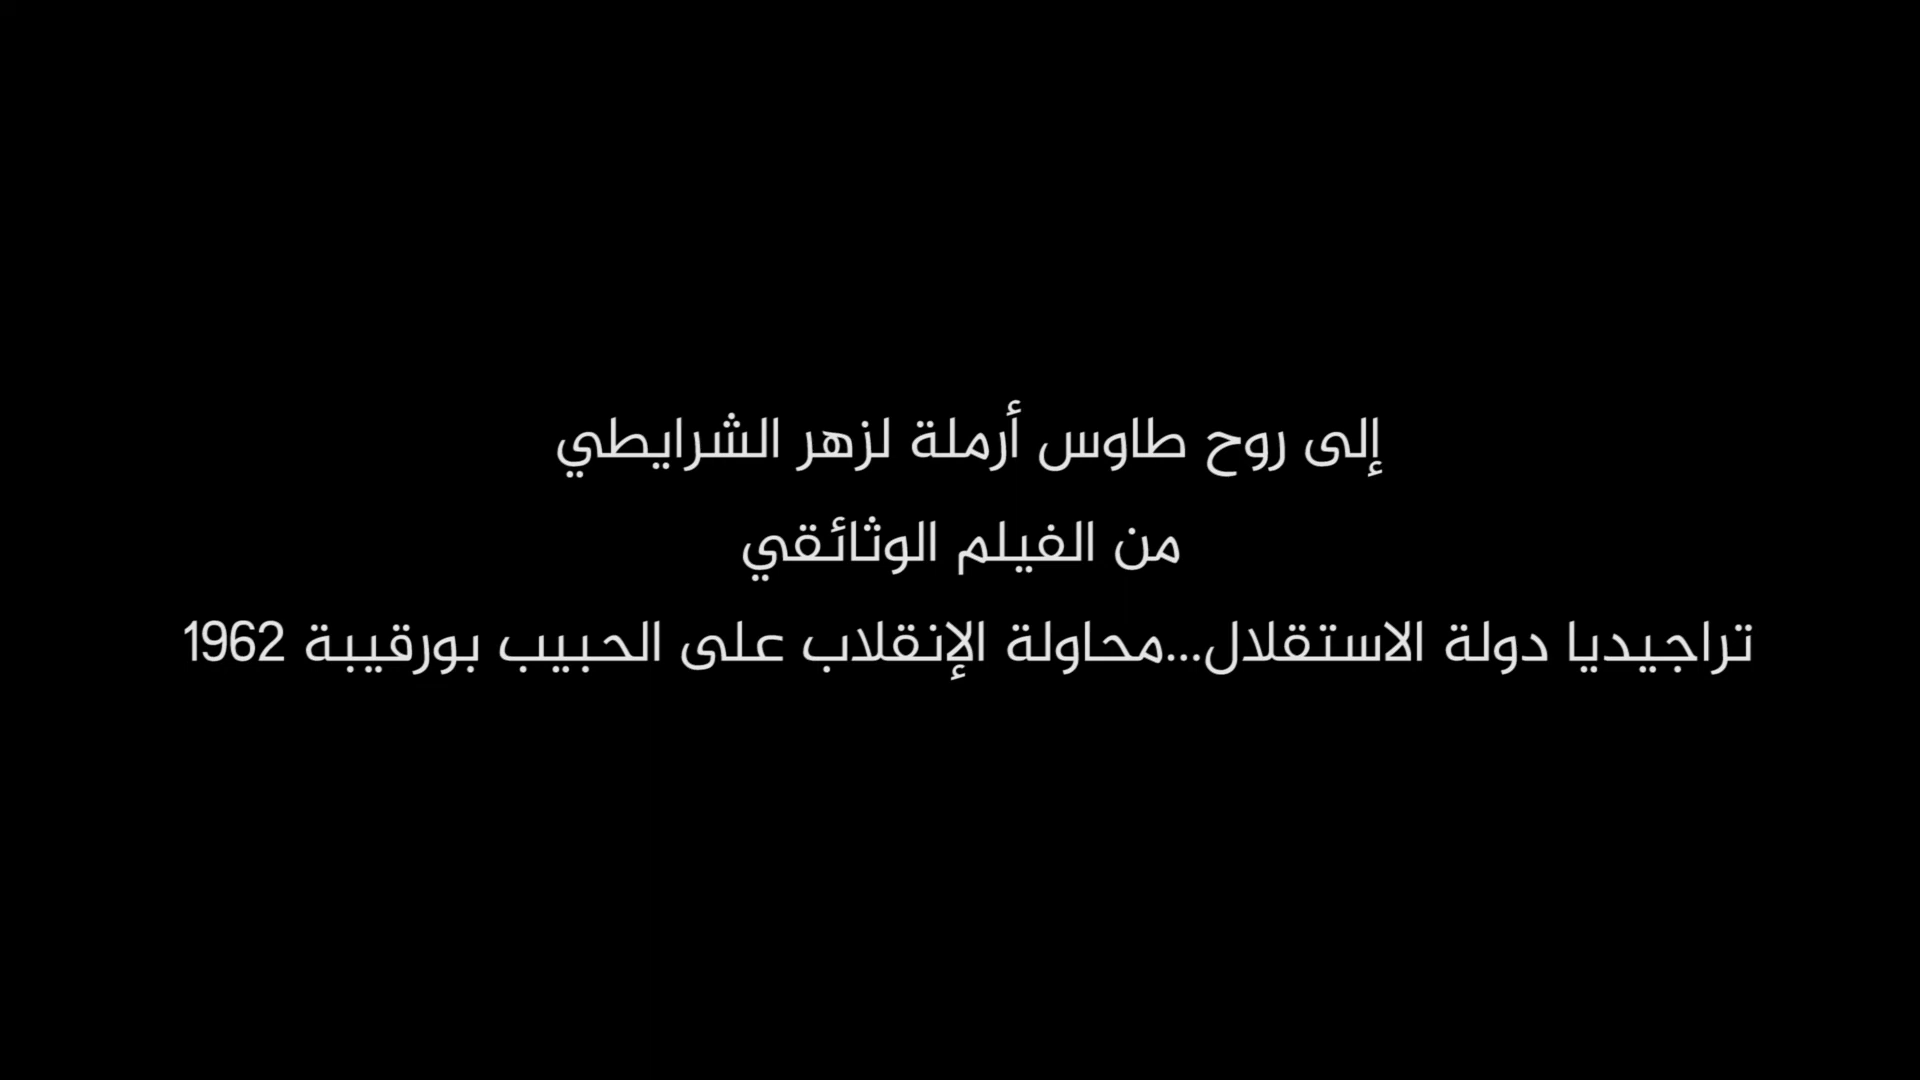 إلى روح طاوس أرملة لزهر الشرايطي
من الفيلم الوثائقي
تراجيديا دولة الاستقلال...محاولة الإنقلاب على الحبيب بورقيبة 1962